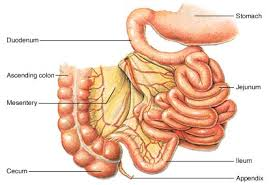 Stomach
Duodenum
Ascending colon
Mesentery
Jejunum
Cecum
Ileum
Appendix